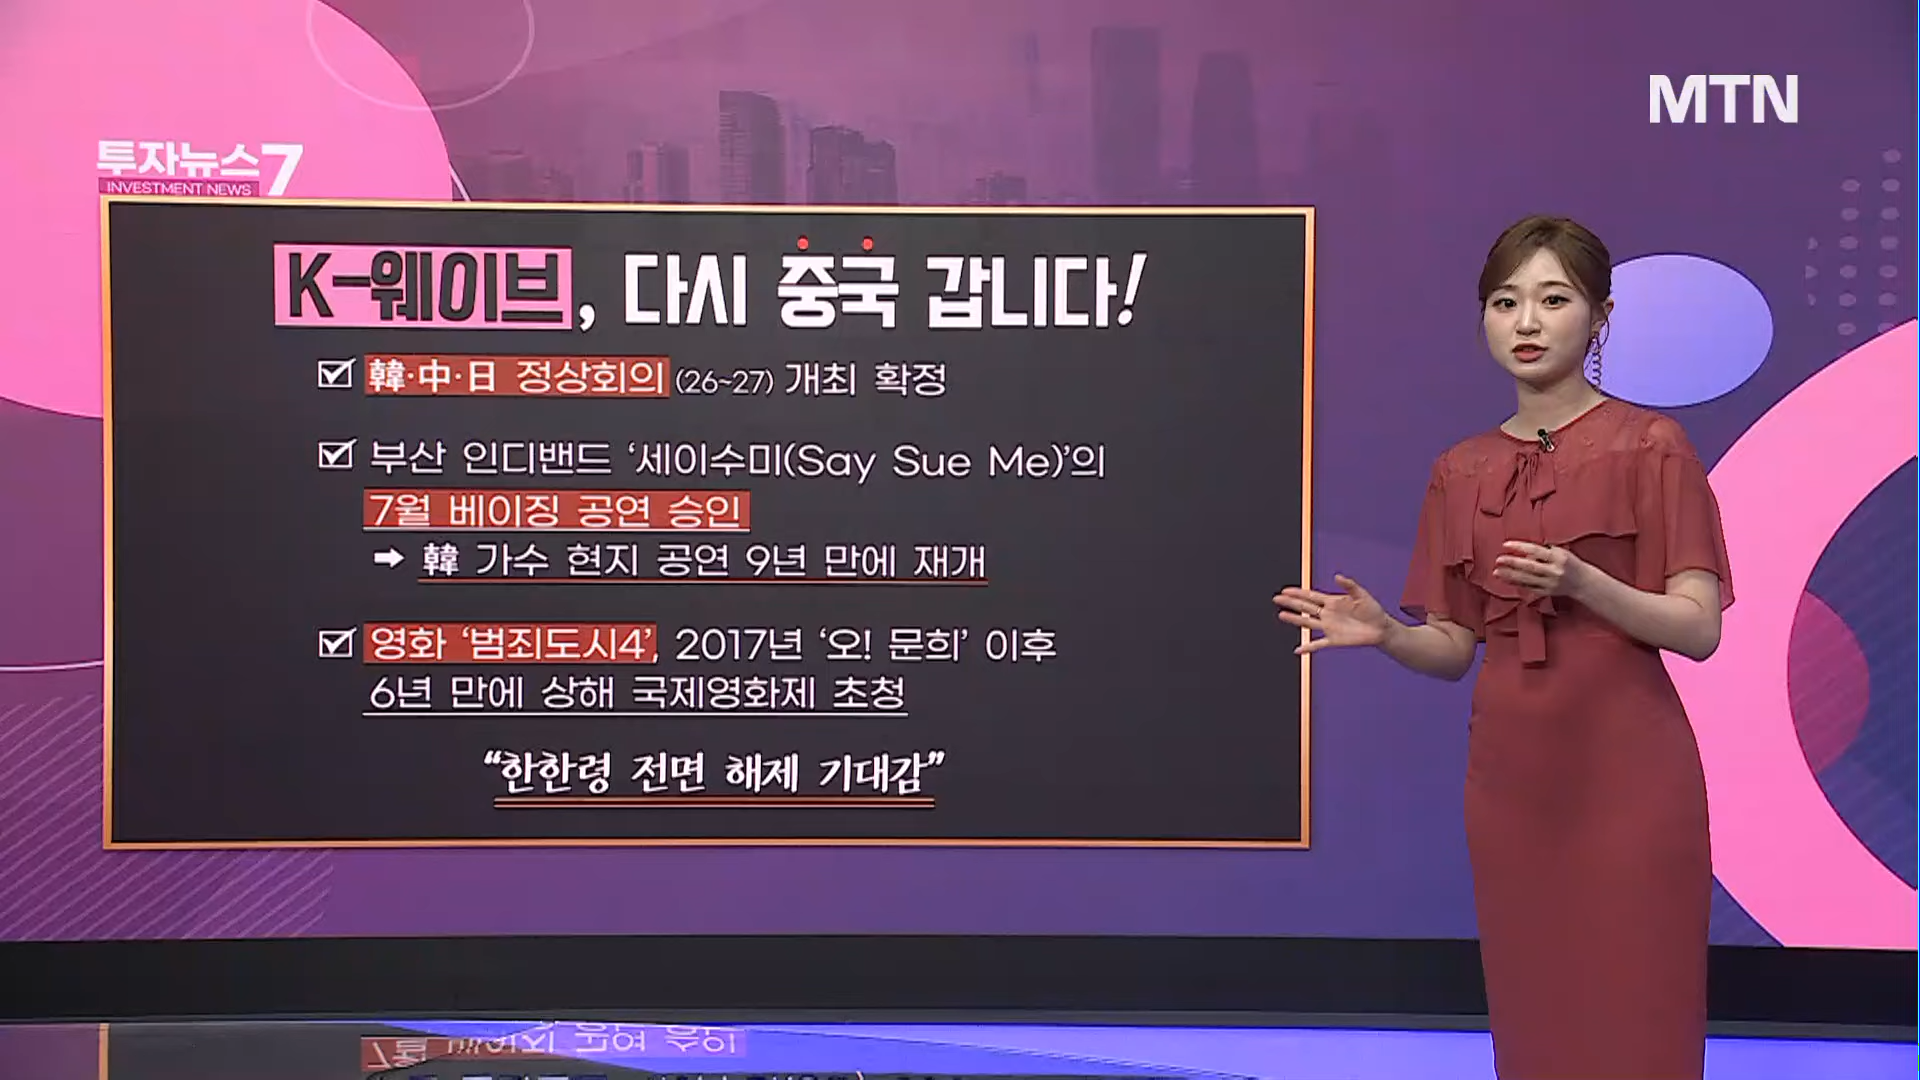 MTN
투자뉴스7
INVESTMENT NEWS
K-웨이브, 다시 중국 갑니다!
韓·中·日 정상회의 (26~27) 개최 확정
부산 인디밴드 ‘세이수미(Say Sue Me)’의
7월 베이징 공연 승인
➡ 韓 가수 현지 공연 9년 만에 재개
영화 ‘범죄도시4’, 2017년 ‘오! 문희’ 이후
6년 만에 상해 국제영화제 초청
“한한령 전면 해제 기대감”